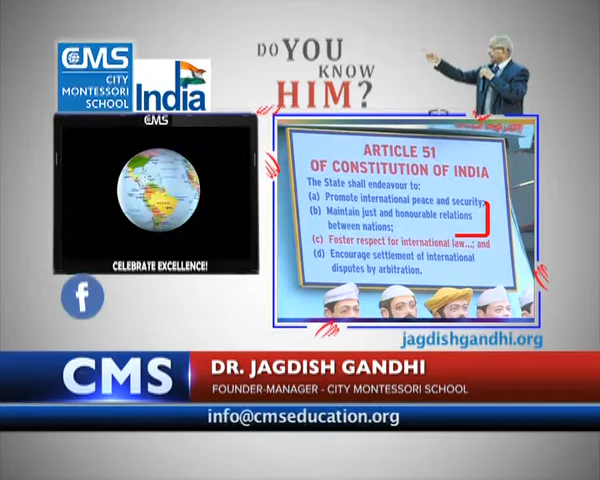 CMS
CITY
MONTESSORI
SCHOOL
India
DO YOU
KNOW
HIM?
CMS
CELEBRATE EXCELLENCE!
ARTICLE 51
OF CONSTITUTION OF INDIA
The State shall endeavour to:
(a) Promote international peace and security;
(b) Maintain just and honourable relations
between nations;
(c) Foster respect for international law...; and
(d) Encourage settlement of international
disputes by arbitration.
f
jagdishgandhi.org
CMS
DR. JAGDISH GANDHI
FOUNDER-MANAGER - CITY MONTESSORI SCHOOL
info@cmseducation.org